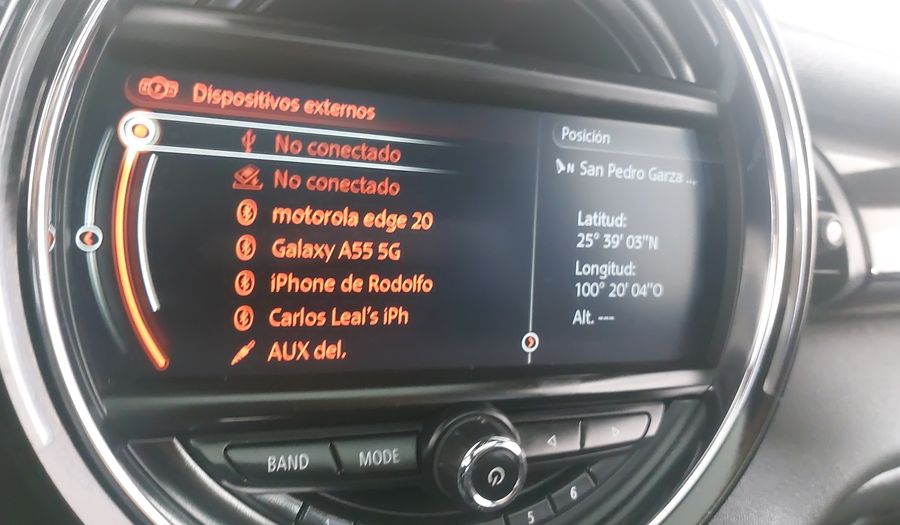 Dispositivos externos
No conectado
No conectado
motorola edge 20
Galaxy A55 5G
iPhone de Rodolfo
Carlos Leal's iPh
AUX del.
Posición
N San Pedro Garza ...
Latitud:
25° 39' 03"N
Longitud:
100° 20' 04"O
Alt. ---
BAND
MODE
5
6